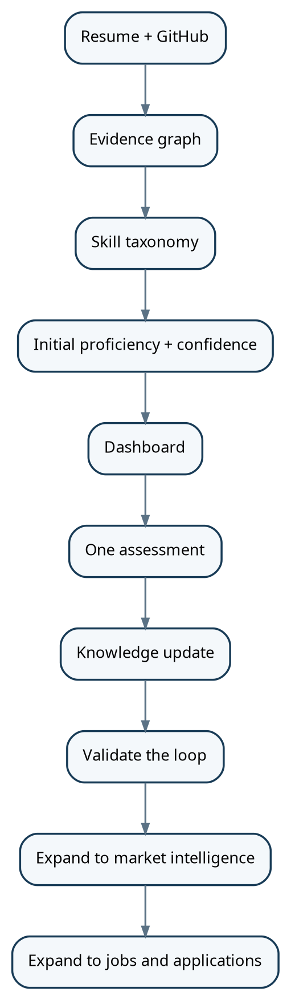 Resume + GitHub
Evidence graph
Skill taxonomy
Initial proficiency + confidence
Dashboard
One assessment
Knowledge update
Validate the loop
Expand to market intelligence
Expand to jobs and applications